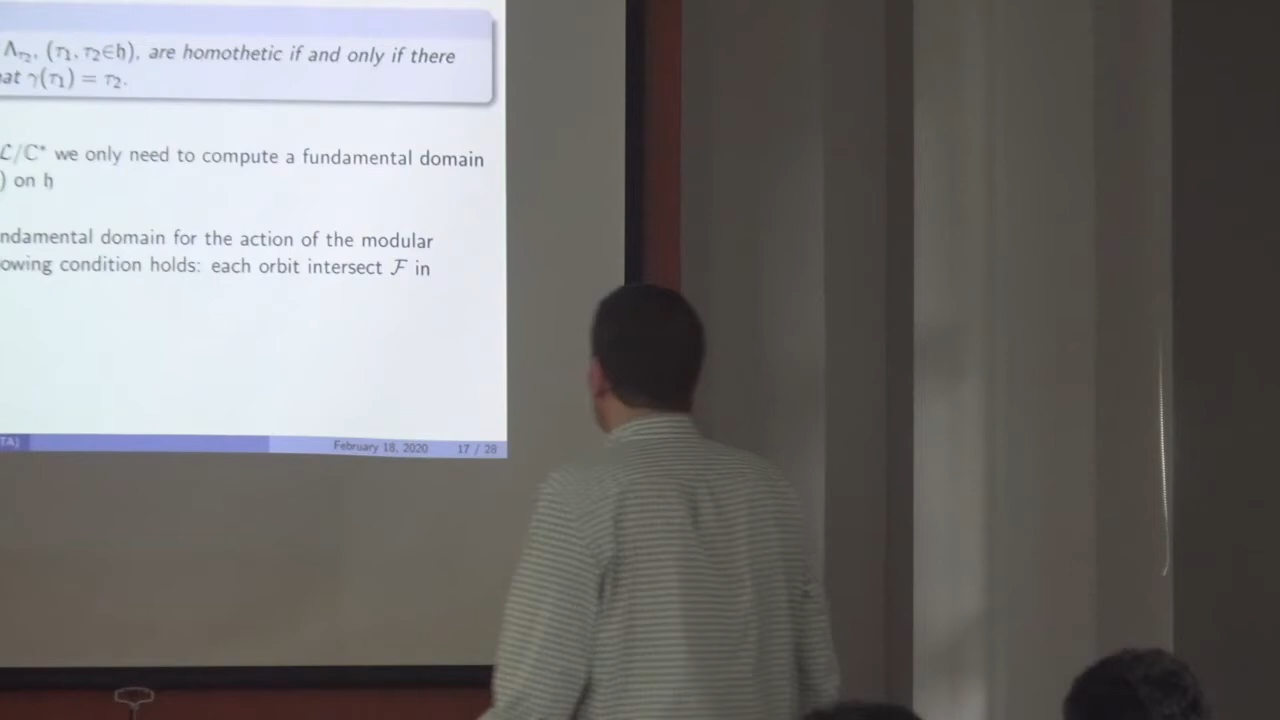 Λτ₂, (τ₁, τ₂∈𝔥), are homothetic if and only if there
at γ(τ₁) = τ₂.
ℒ/ℂ* we only need to compute a fundamental domain
) on 𝔥
ndamental domain for the action of the modular
owing condition holds: each orbit intersect ℱ in
TA)
February 18, 2020 17 / 28